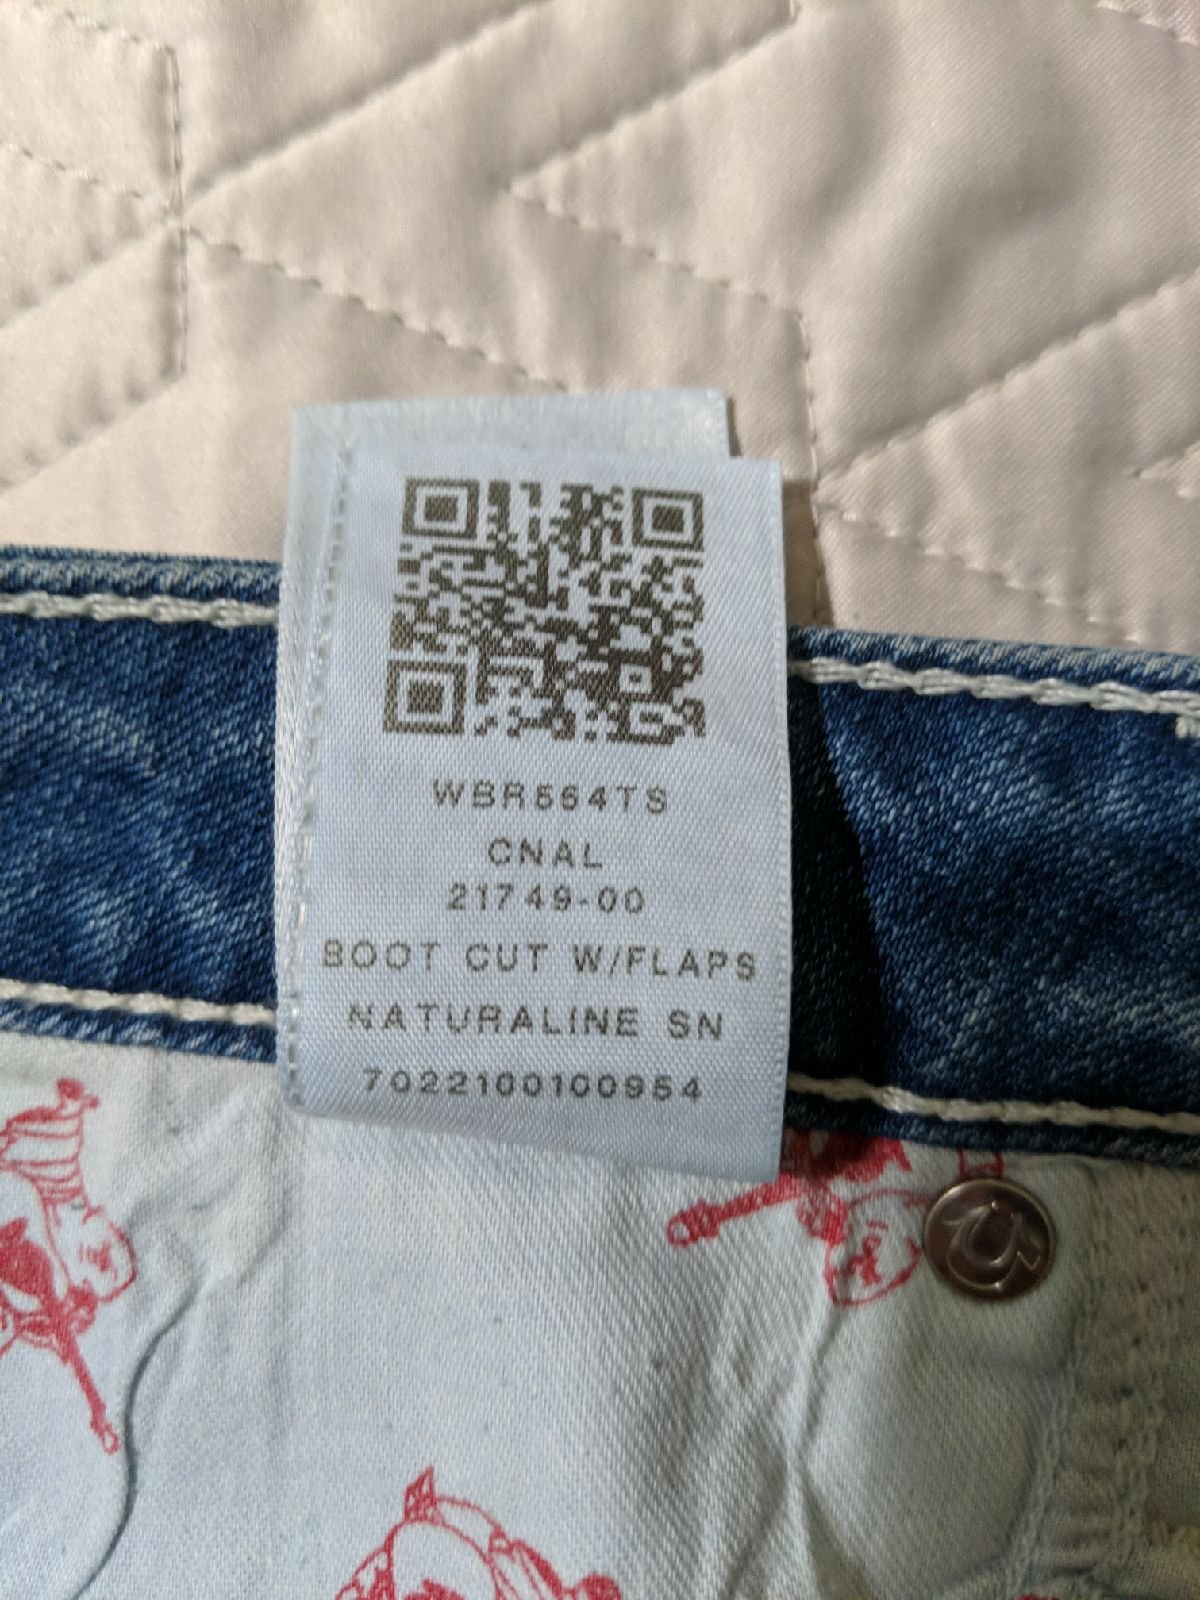 WBR564TS
CNAL
21749-00
BOOT CUT W/FLAPS
NATURALINE SN
7022100100954